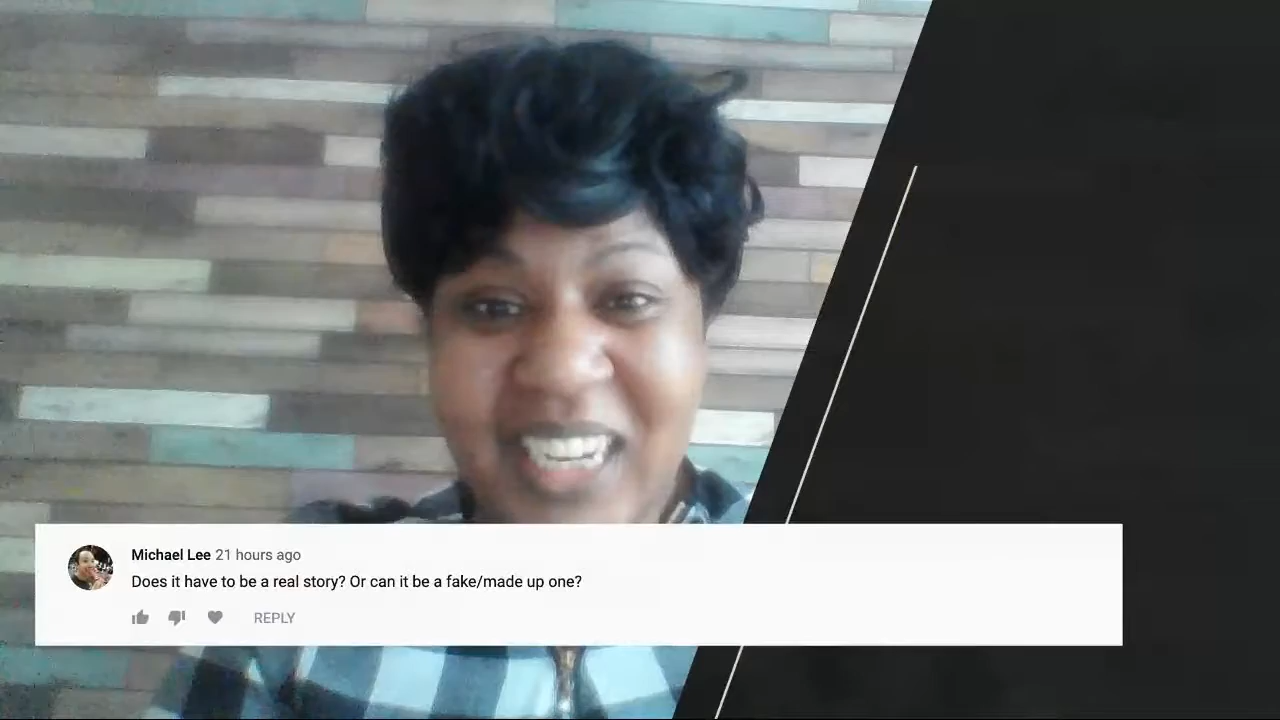 Michael Lee 21 hours ago
Does it have to be a real story? Or can it be a fake/made up one?
REPLY